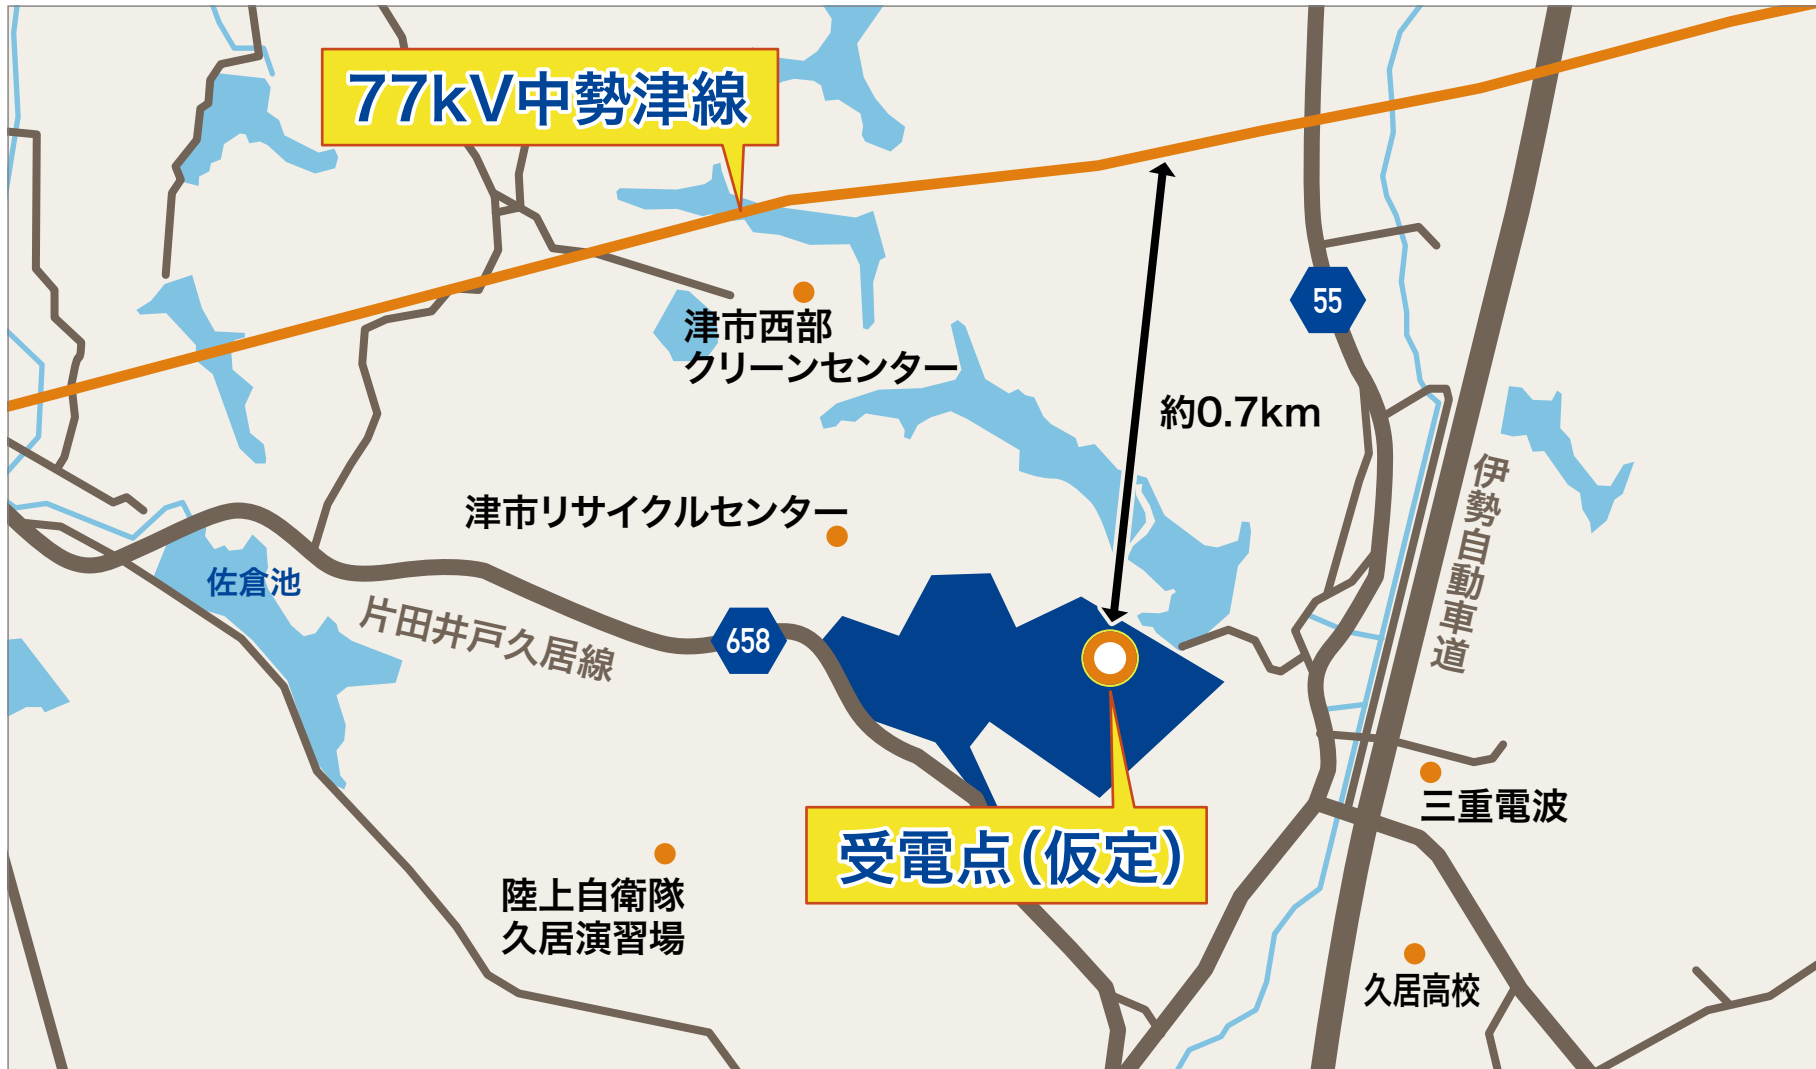 77kV中勢津線
55
津市西部
クリーンセンター
約0.7km
伊勢自動車道
津市リサイクルセンター
佐倉池
片田井戸久居線
658
三重電波
受電点(仮定)
陸上自衛隊
久居演習場
久居高校